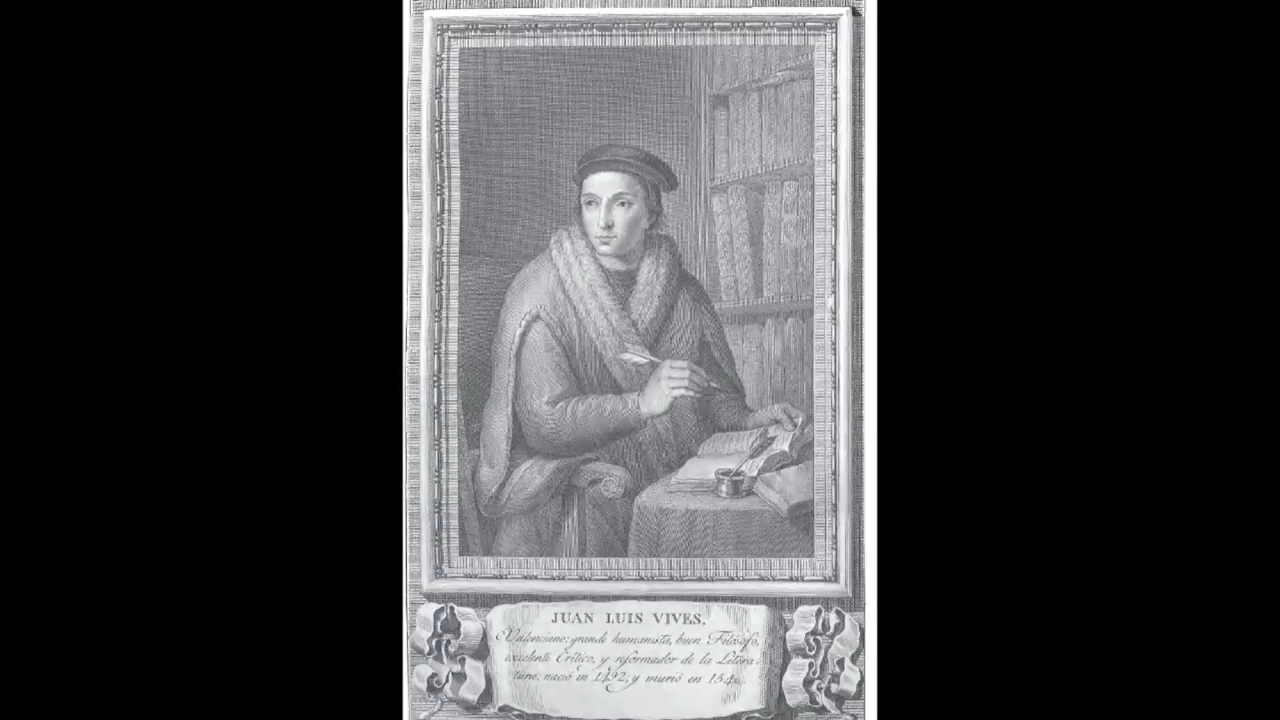 JUAN LUIS VIVES,
Valenciano: grande humanista, buen Filósofo,
excelente Crítico, y reformador de la Litera-
tura: nació en 1492, y murió en